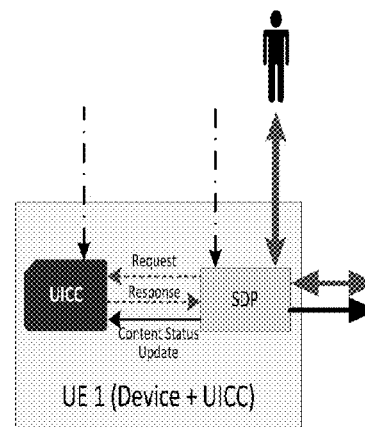 Request
UICC
Response
SDP
Content Status
Update
UE 1 (Device + UICC)